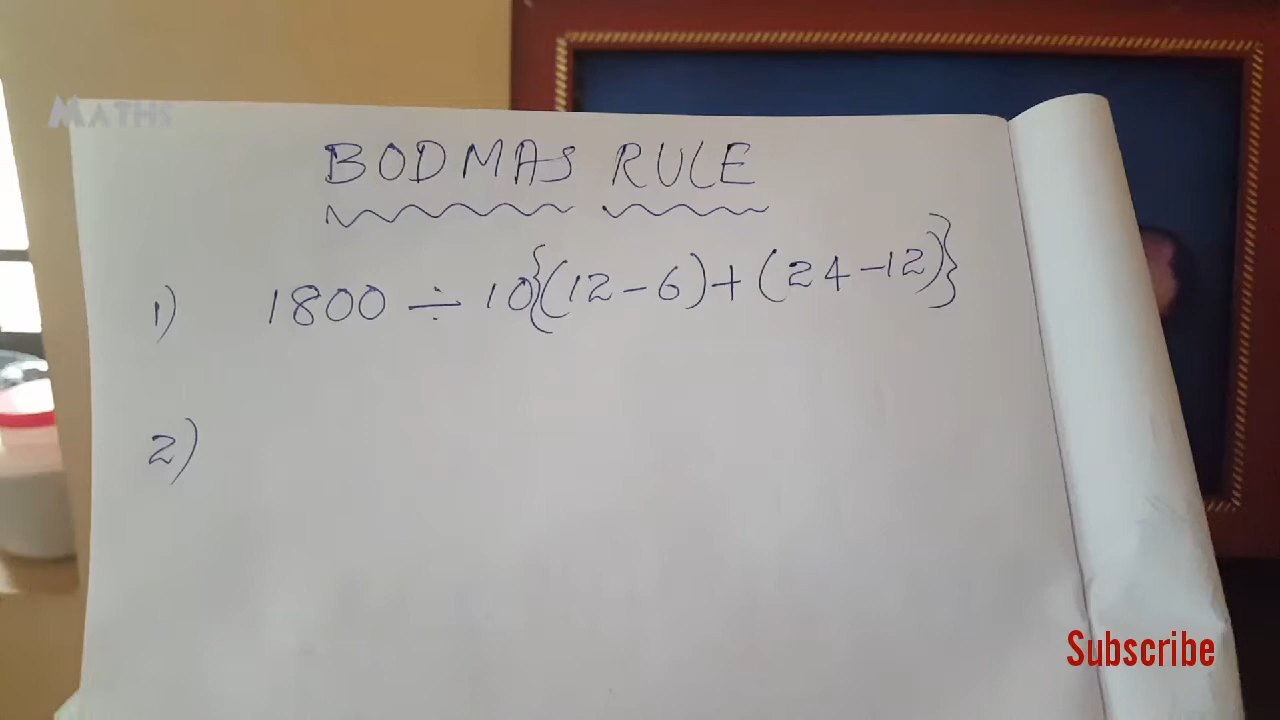 MATHS
BODMAS RULE
1) 1800 ÷ 10{(12-6)+(24-12)}
2)
Subscribe